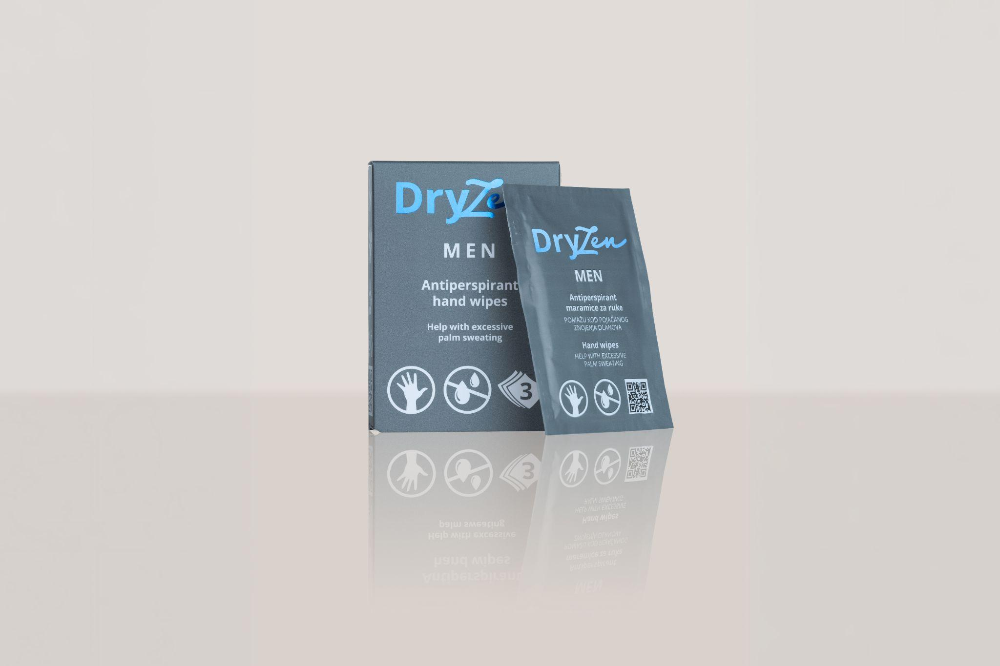 DryZe
MEN
Antiperspirant
hand wipes
Help with excessive
palm sweating
3
DryZen
MEN
Antiperspirant
maramice za ruke
POMAŽU KOD POJAČANOG
ZNOJENJA DLANOVA
Hand wipes
HELP WITH EXCESSIVE
PALM SWEATING